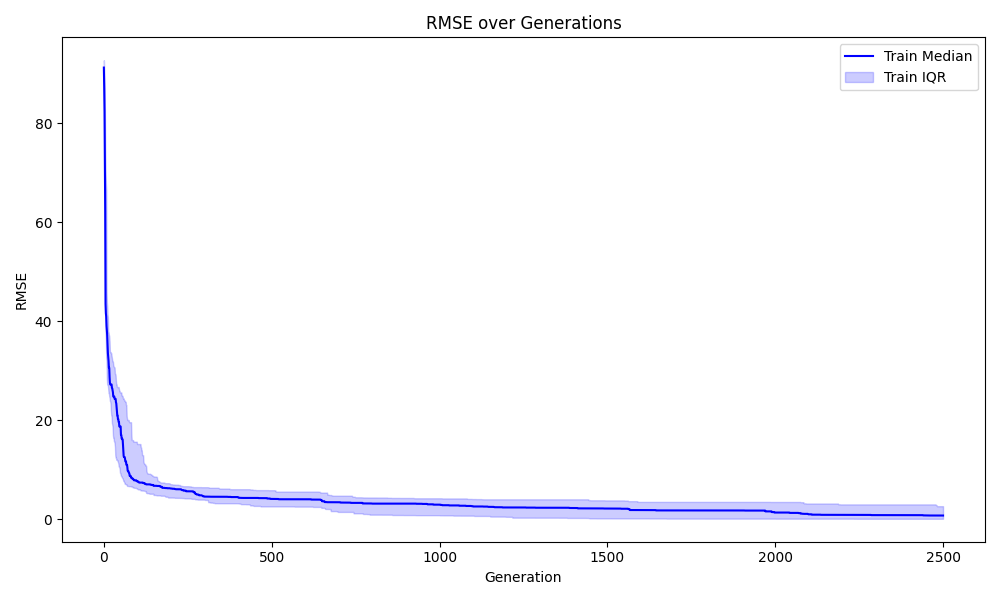 RMSE over Generations
Train Median
Train IQR
80
60
40
20
0
RMSE
0
500
1000
1500
2000
2500
Generation